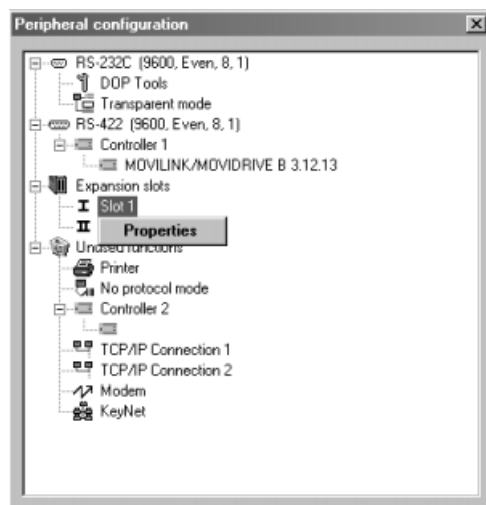 Peripheral configuration
RS-232C (9600, Even, 8, 1)
DOP Tools
Transparent mode
RS-422 (9600, Even, 8, 1)
Controller 1
MOVILINK/MOVIDRIVE B 3.12.13
Expansion slots
I Slot 1
II
Properties
Unused functions
Printer
No protocol mode
Controller 2
TCP/IP Connection 1
TCP/IP Connection 2
Modem
KeyNet